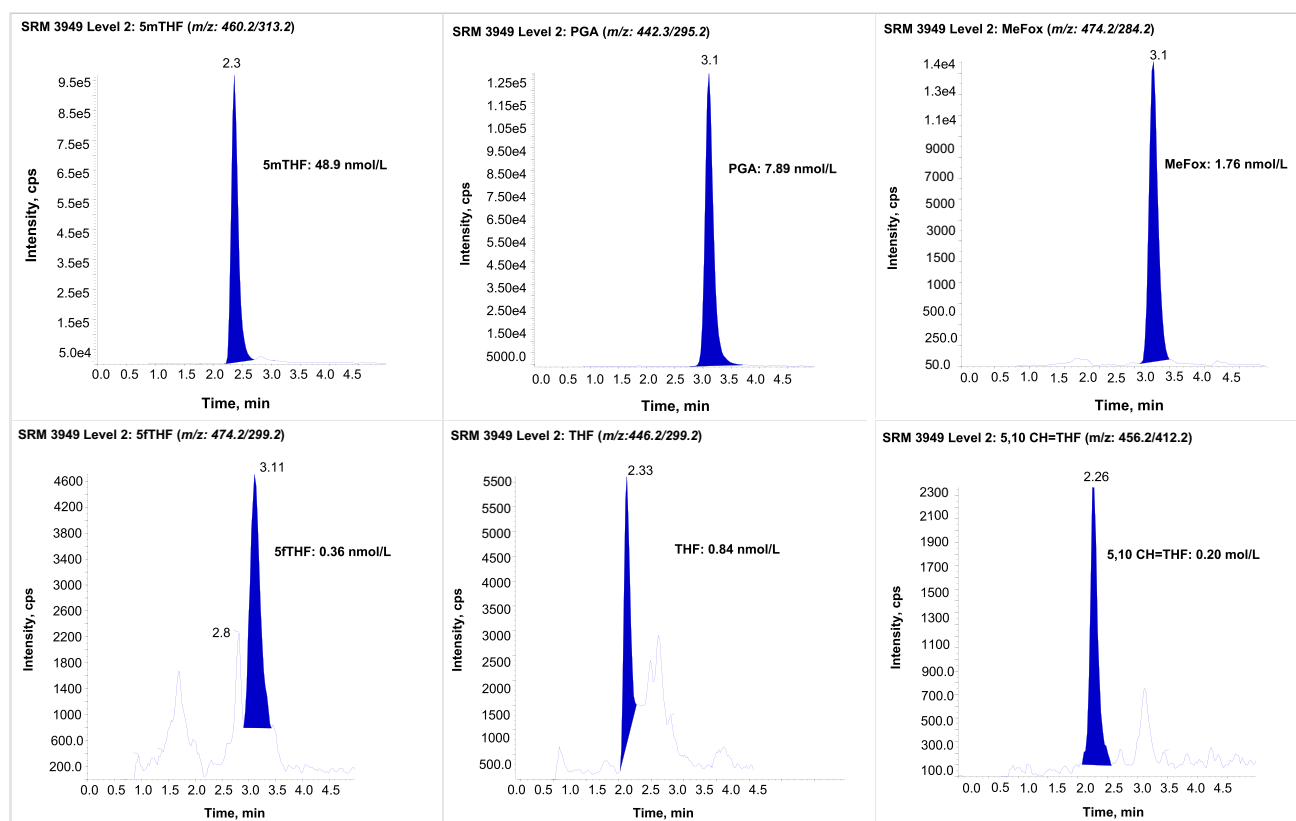 SRM 3949 Level 2: 5mTHF (m/z: 460.2/313.2)
2.3
9.5e5
8.5e5
7.5e5
6.5e5
5.5e5
4.5e5
3.5e5
2.5e5
1.5e5
5.0e4
Intensity, cps
5mTHF: 48.9 nmol/L
0.0 0.5 1.0 1.5 2.0 2.5 3.0 3.5 4.0 4.5
Time, min
SRM 3949 Level 2: PGA (m/z: 442.3/295.2)
3.1
1.25e5
1.15e5
1.05e5
9.50e4
8.50e4
7.50e4
6.50e4
5.50e4
4.50e4
3.50e4
2.50e4
1.50e4
5000.0
Intensity, cps
PGA: 7.89 nmol/L
0.0 0.5 1.0 1.5 2.0 2.5 3.0 3.5 4.0 4.5
Time, min
SRM 3949 Level 2: MeFox (m/z: 474.2/284.2)
3.1
1.4e4
1.3e4
1.1e4
9000
7000
5000
3000
1500
1000
500.0
250.0
50.0
Intensity, cps
MeFox: 1.76 nmol/L
0.0 0.5 1.0 1.5 2.0 2.5 3.0 3.5 4.0 4.5
Time, min
SRM 3949 Level 2: 5fTHF (m/z: 474.2/299.2)
3.11
4600
4200
4800
3400
3000
2600
2200
1800
1400
1000
600.0
200.0
Intensity, cps
2.8
5fTHF: 0.36 nmol/L
0.0 0.5 1.0 1.5 2.0 2.5 3.0 3.5 4.0 4.5
Time, min
SRM 3949 Level 2: THF (m/z:446.2/299.2)
2.33
5500
5000
4500
4000
3500
3000
2500
2000
1500
1000
500.0
Intensity, cps
THF: 0.84 nmol/L
0.0 0.5 1.0 1.5 2.0 2.5 3.0 3.5 4.0 4.5
Time, min
SRM 3949 Level 2: 5,10 CH=THF (m/z: 456.2/412.2)
2.26
2300
2100
1900
1700
1500
1300
1100
900.0
700.0
500.0
300.0
100.0
Intensity, cps
5,10 CH=THF: 0.20 mol/L
0.0 0.5 1.0 1.5 2.0 2.5 3.0 3.5 4.0 4.5
Time, min